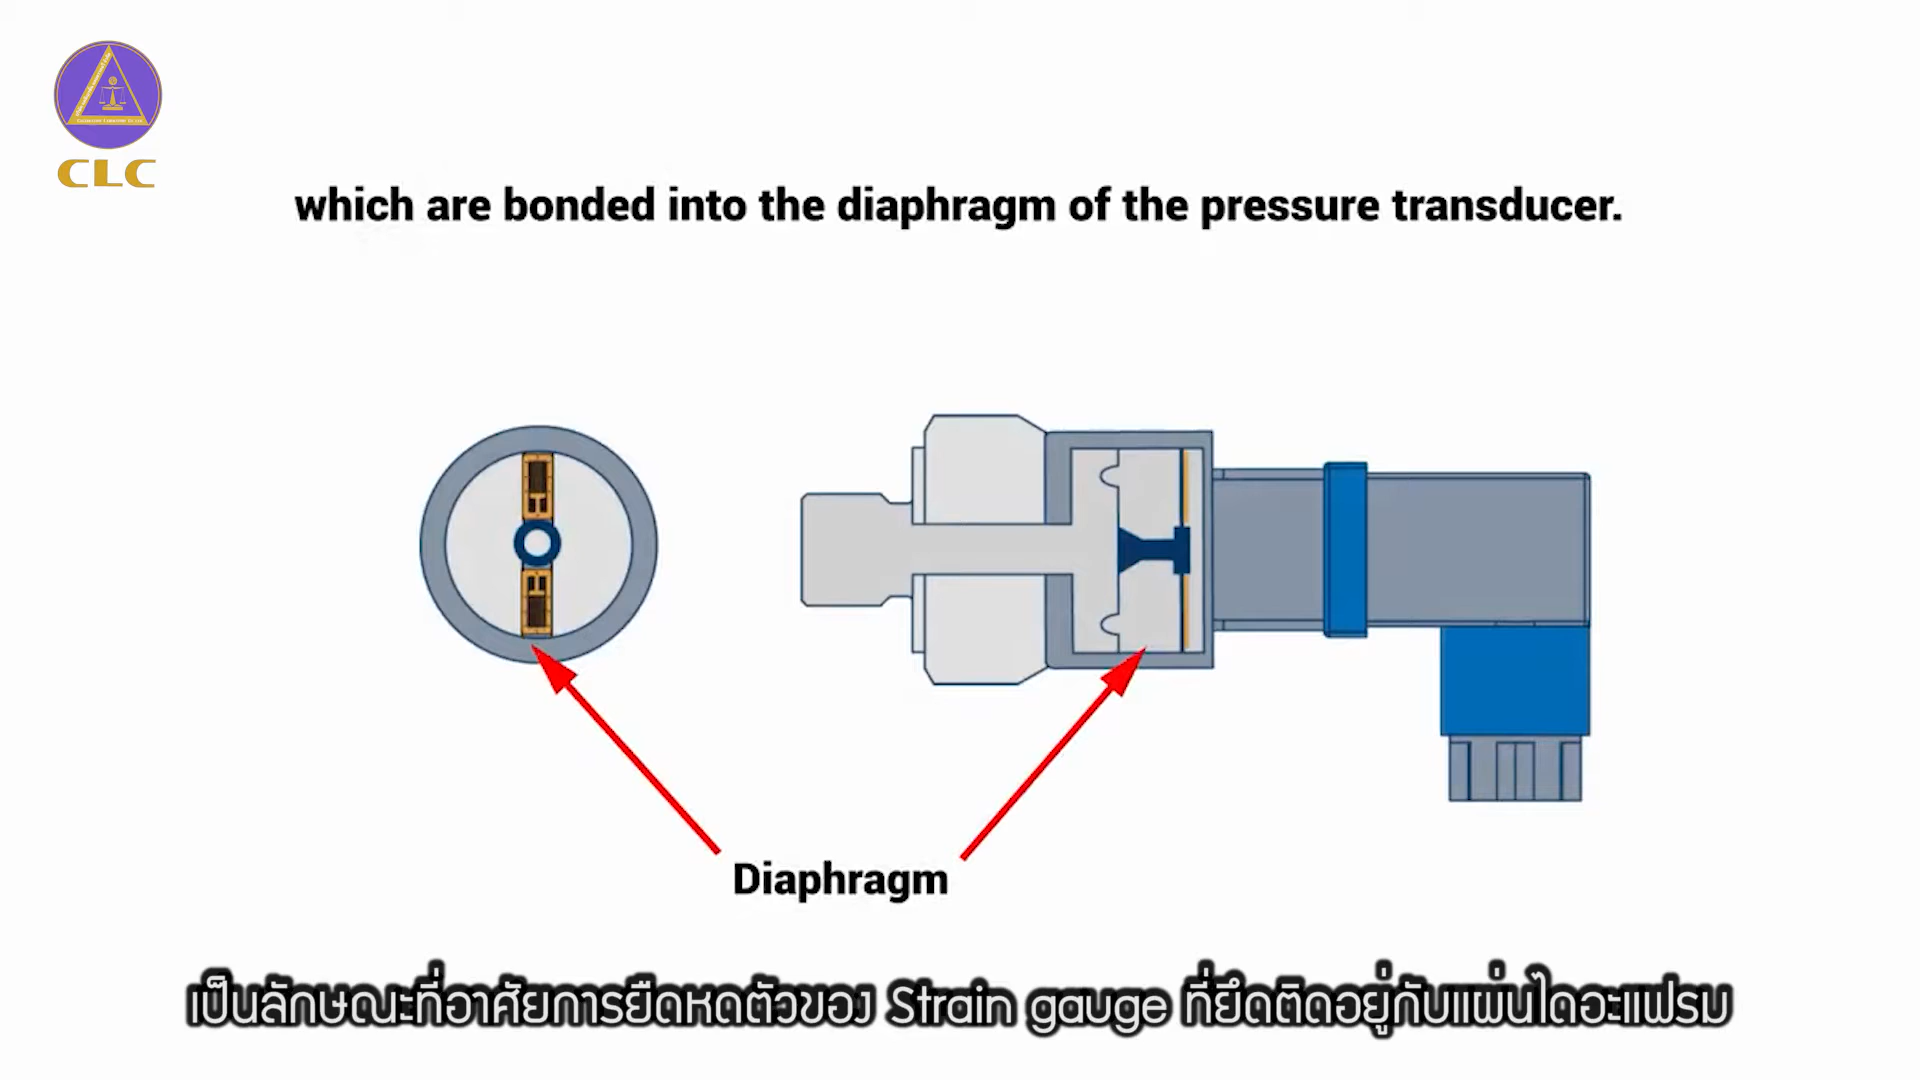 CLC
which are bonded into the diaphragm of the pressure transducer.
Diaphragm
เป็นลักษณะที่อาศัยการยืดหดตัวของ Strain gauge ที่ยึดติดอยู่กับแผ่นไดอะแฟรม